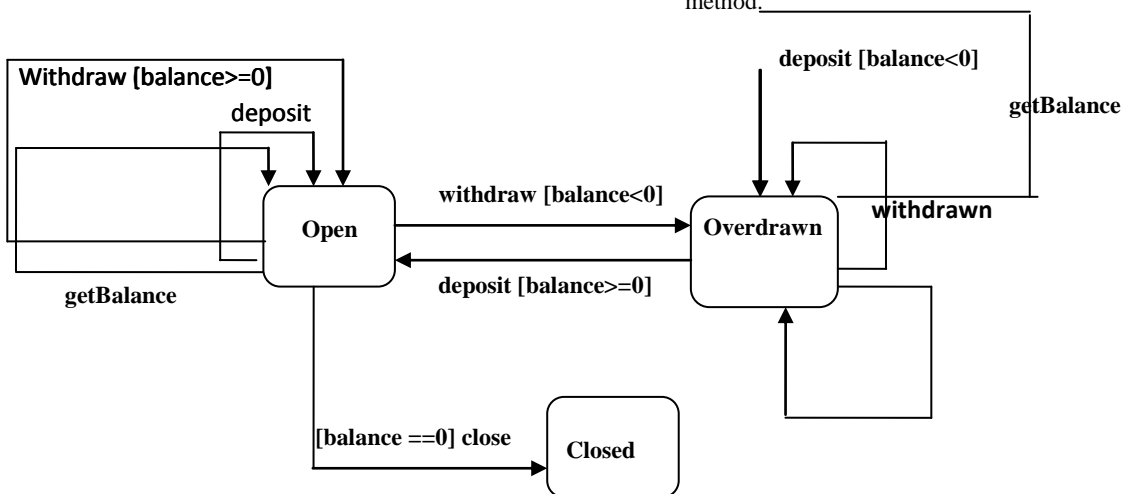 method.
deposit [balance<0]
Withdraw [balance>=0]
getBalance
deposit
withdraw [balance<0]
withdrawn
Open
Overdrawn
deposit [balance>=0]
getBalance
[balance ==0] close
Closed